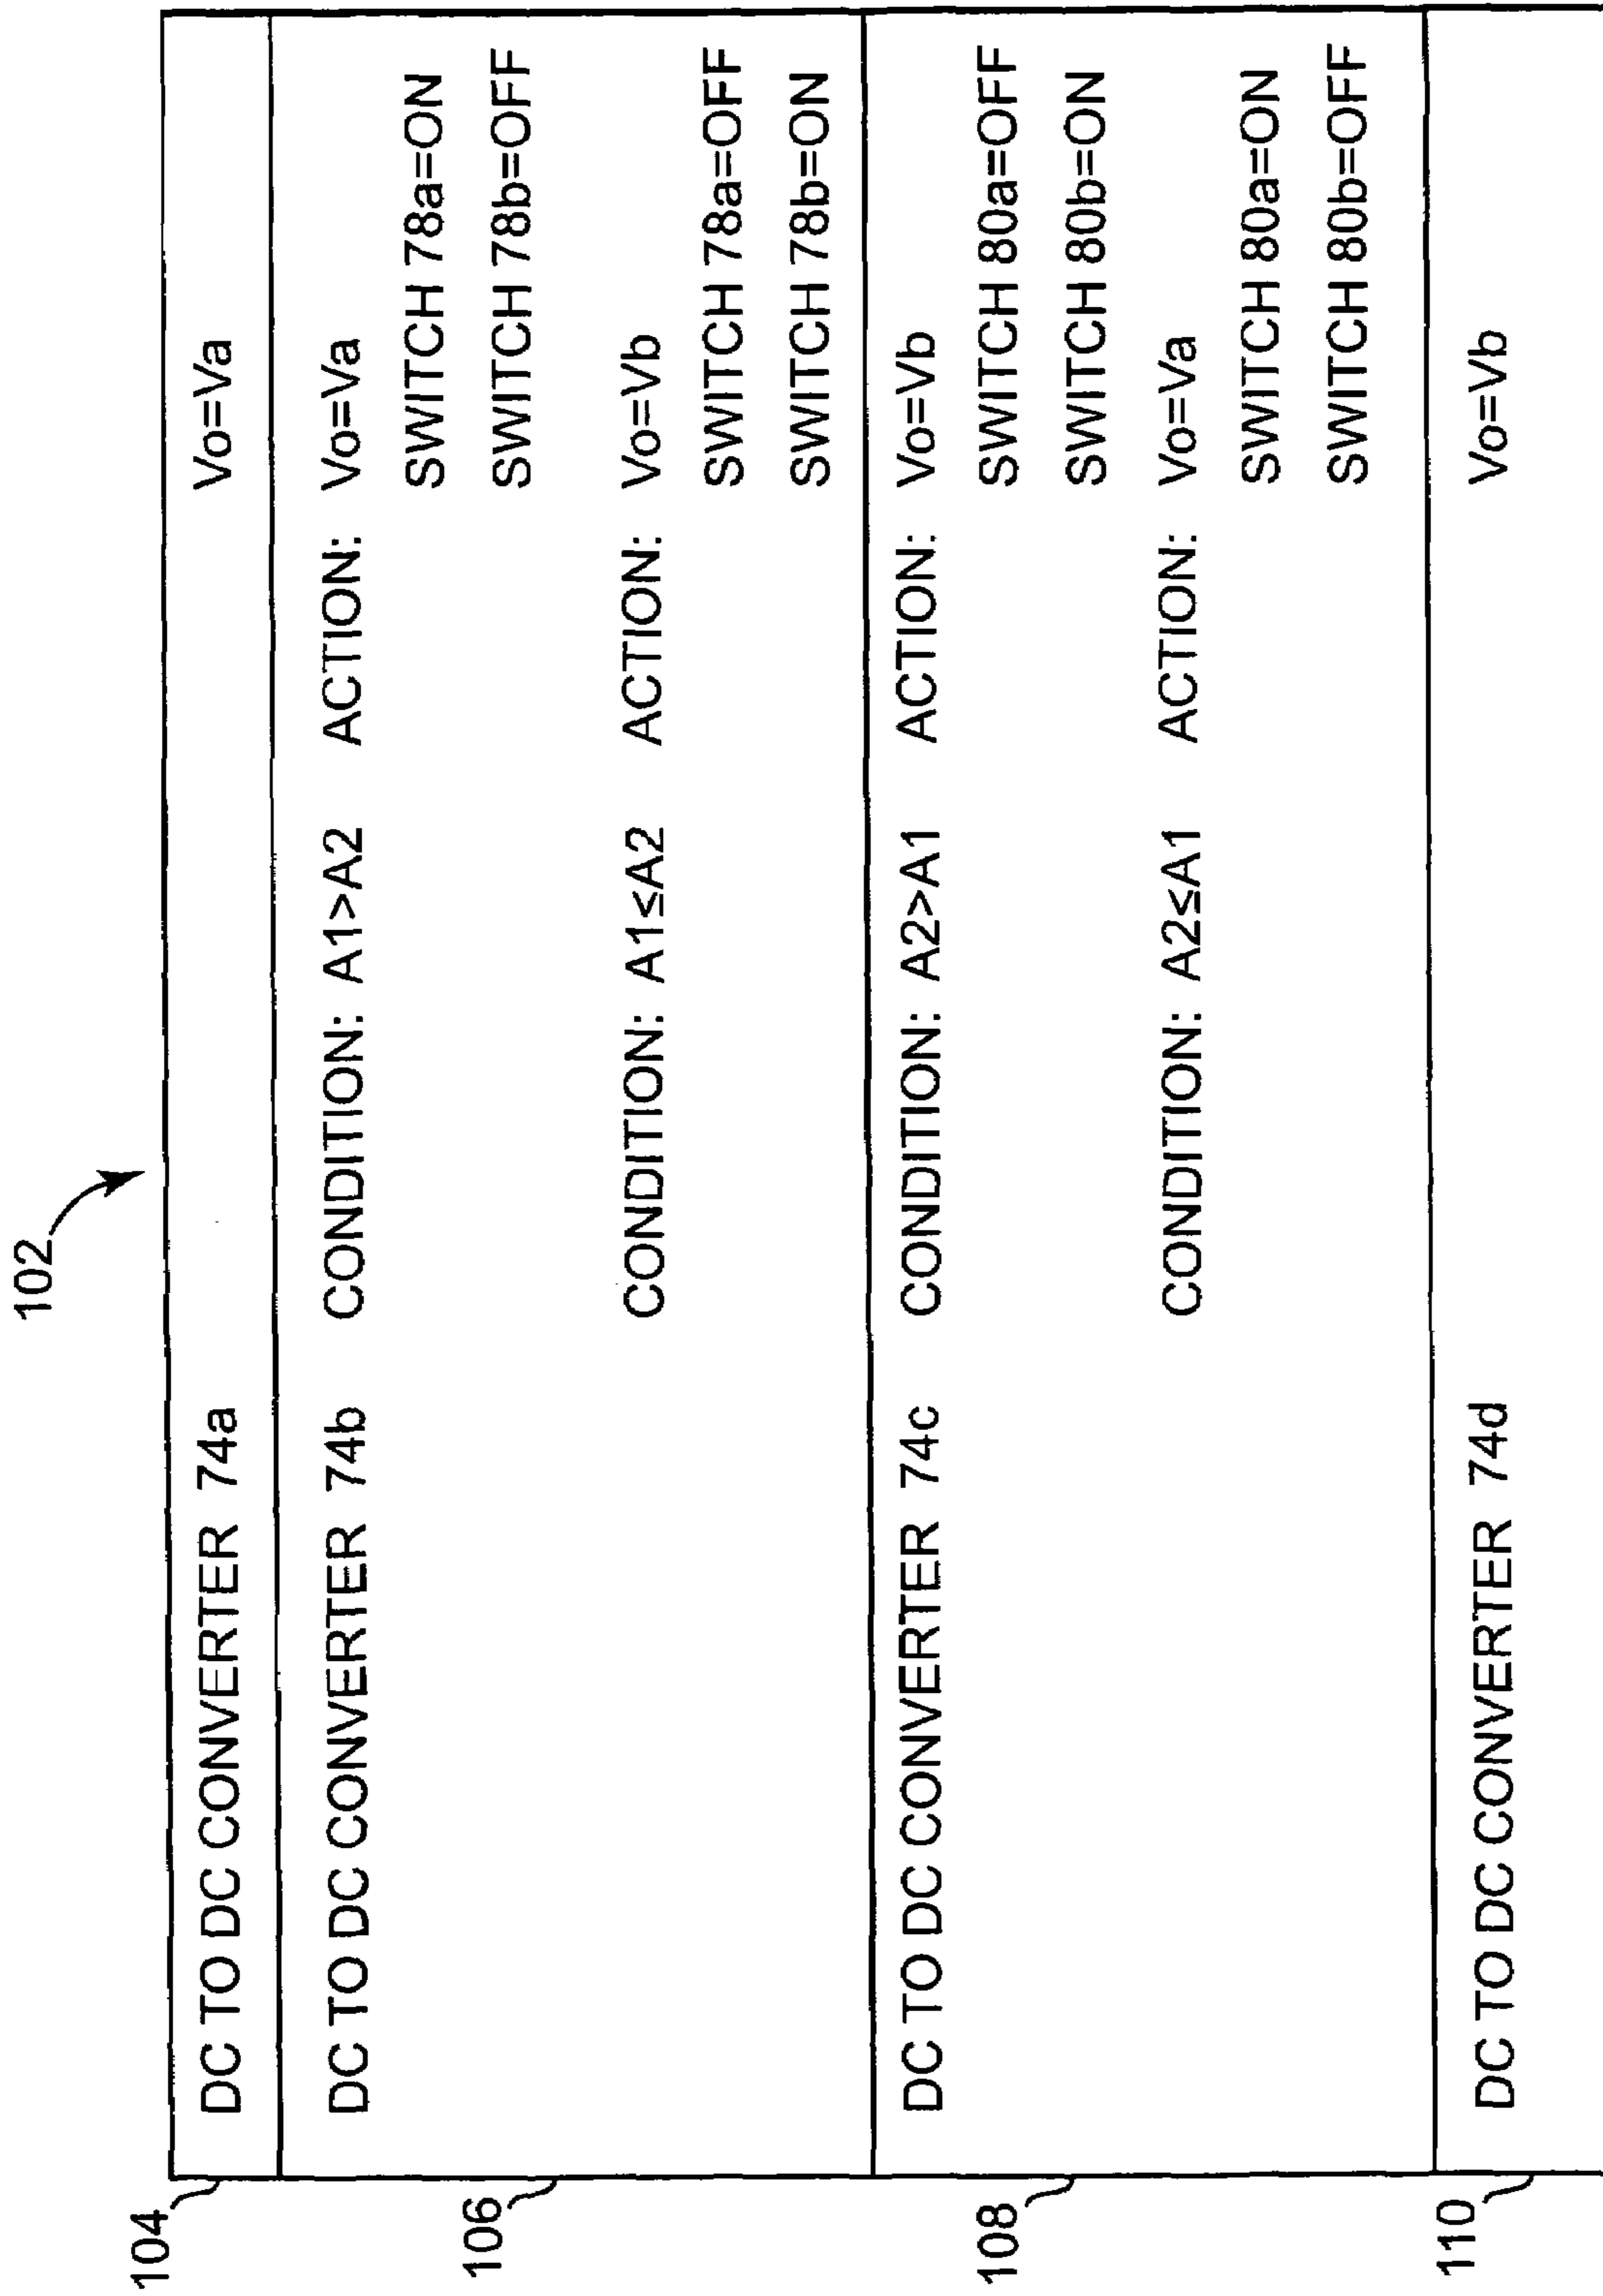 102
104 DC TO DC CONVERTER 74a Vo=Va
106 DC TO DC CONVERTER 74b CONDITION: A1>A2 ACTION: Vo=Va
SWITCH 78a=ON
SWITCH 78b=OFF
CONDITION: A1≤A2 ACTION: Vo=Vb
SWITCH 78a=OFF
SWITCH 78b=ON
108 DC TO DC CONVERTER 74c CONDITION: A2>A1 ACTION: Vo=Vb
SWITCH 80a=OFF
SWITCH 80b=ON
CONDITION: A2≤A1 ACTION: Vo=Va
SWITCH 80a=ON
SWITCH 80b=OFF
110 DC TO DC CONVERTER 74d Vo=Vb